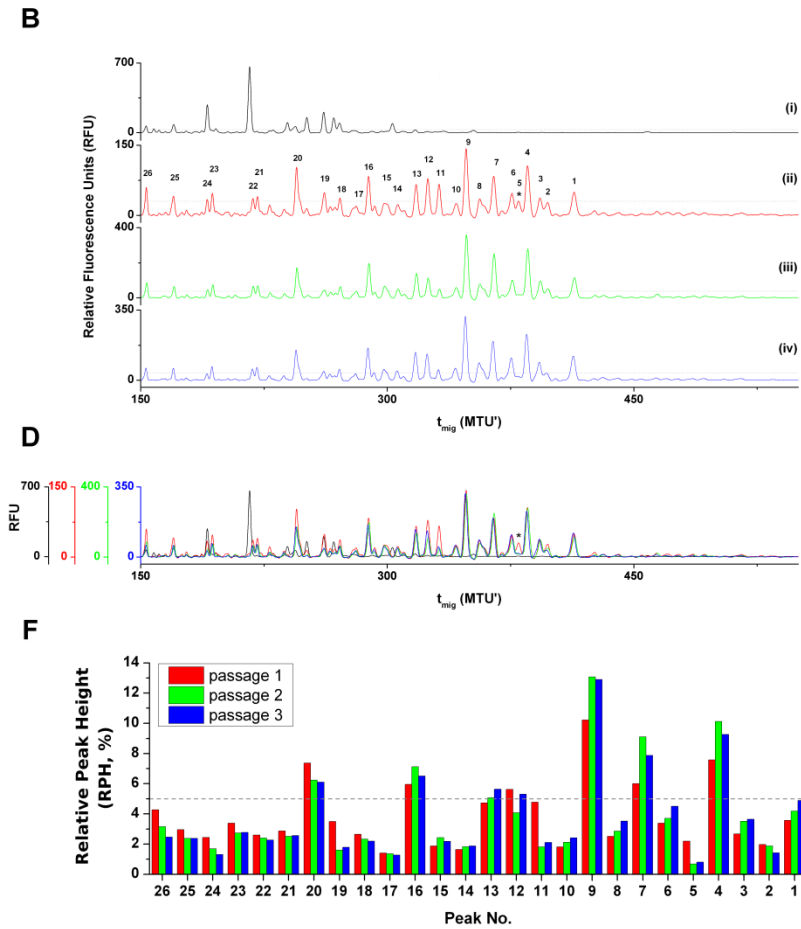 B
700
0
(i)
150
0
26 25 24 23 22 21 20 19 18 17 16 15 14 13 12 11 10 9 8 7 6 5 * 4 3 2 1
(ii)
400
0
(iii)
350
0
(iv)
Relative Fluorescence Units (RFU)
150 300 450
t_mig (MTU')
D
RFU
700 150 400 350
0 0 0 0
*
150 300 450
t_mig (MTU')
F
Relative Peak Height
(RPH, %)
14
12
10
8
6
4
2
0
passage 1
passage 2
passage 3
26 25 24 23 22 21 20 19 18 17 16 15 14 13 12 11 10 9 8 7 6 5 4 3 2 1
Peak No.